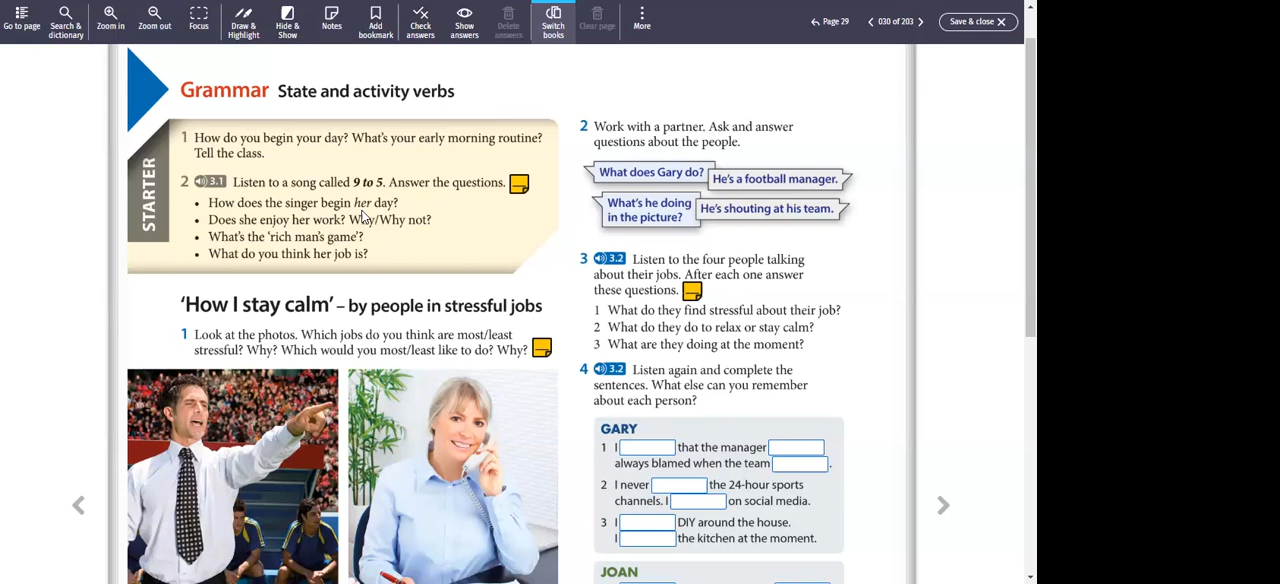 Go to page
Search & dictionary
Zoom in
Zoom out
Focus
Draw & Highlight
Hide & Show
Notes
Add bookmark
Check answers
Show answers
Delete answers
Switch books
Clear page
More
Page 29
030 of 203
Save & close
Grammar State and activity verbs
STARTER
1 How do you begin your day? What's your early morning routine?
Tell the class.
2 3.1 Listen to a song called 9 to 5. Answer the questions.
• How does the singer begin her day?
• Does she enjoy her work? Why/Why not?
• What's the 'rich man's game'?
• What do you think her job is?
'How I stay calm' – by people in stressful jobs
1 Look at the photos. Which jobs do you think are most/least
stressful? Why? Which would you most/least like to do? Why?
2 Work with a partner. Ask and answer
questions about the people.
What does Gary do?
He's a football manager.
What's he doing
in the picture?
He's shouting at his team.
3 3.2 Listen to the four people talking
about their jobs. After each one answer
these questions.
1 What do they find stressful about their job?
2 What do they do to relax or stay calm?
3 What are they doing at the moment?
4 3.2 Listen again and complete the
sentences. What else can you remember
about each person?
GARY
1 I that the manager
always blamed when the team .
2 I never the 24-hour sports
channels. I on social media.
3 I DIY around the house.
I the kitchen at the moment.
JOAN